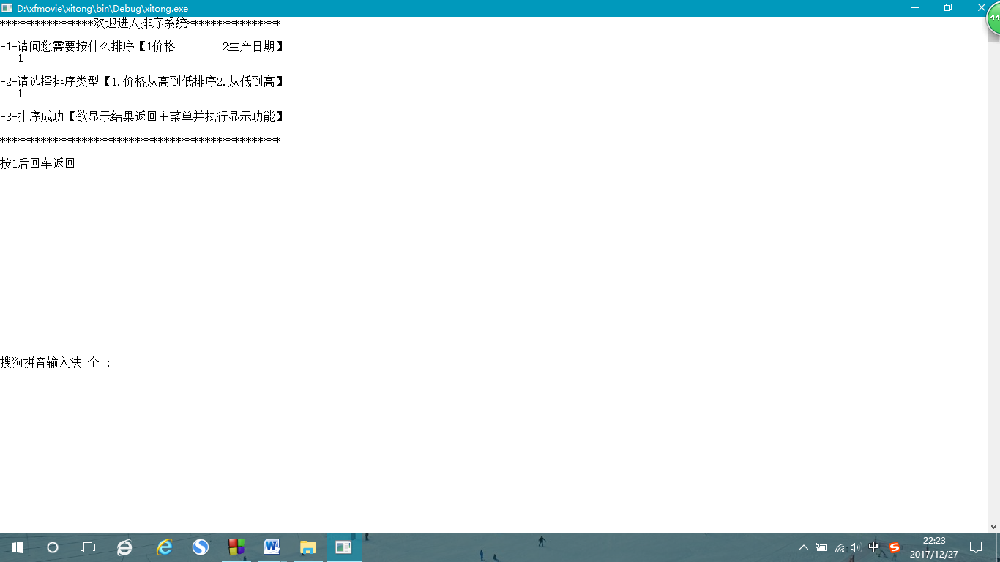 D:\xfmovie\xitong\bin\Debug\xitong.exe
44
****************欢迎进入排序系统****************
-1-请问您需要按什么排序【1价格        2生产日期】
1
-2-请选择排序类型【1.价格从高到低排序2.从低到高】
1
-3-排序成功【欲显示结果返回主菜单并执行显示功能】
************************************************
按1后回车返回
搜狗拼音输入法 全 :
中
22:23
2017/12/27